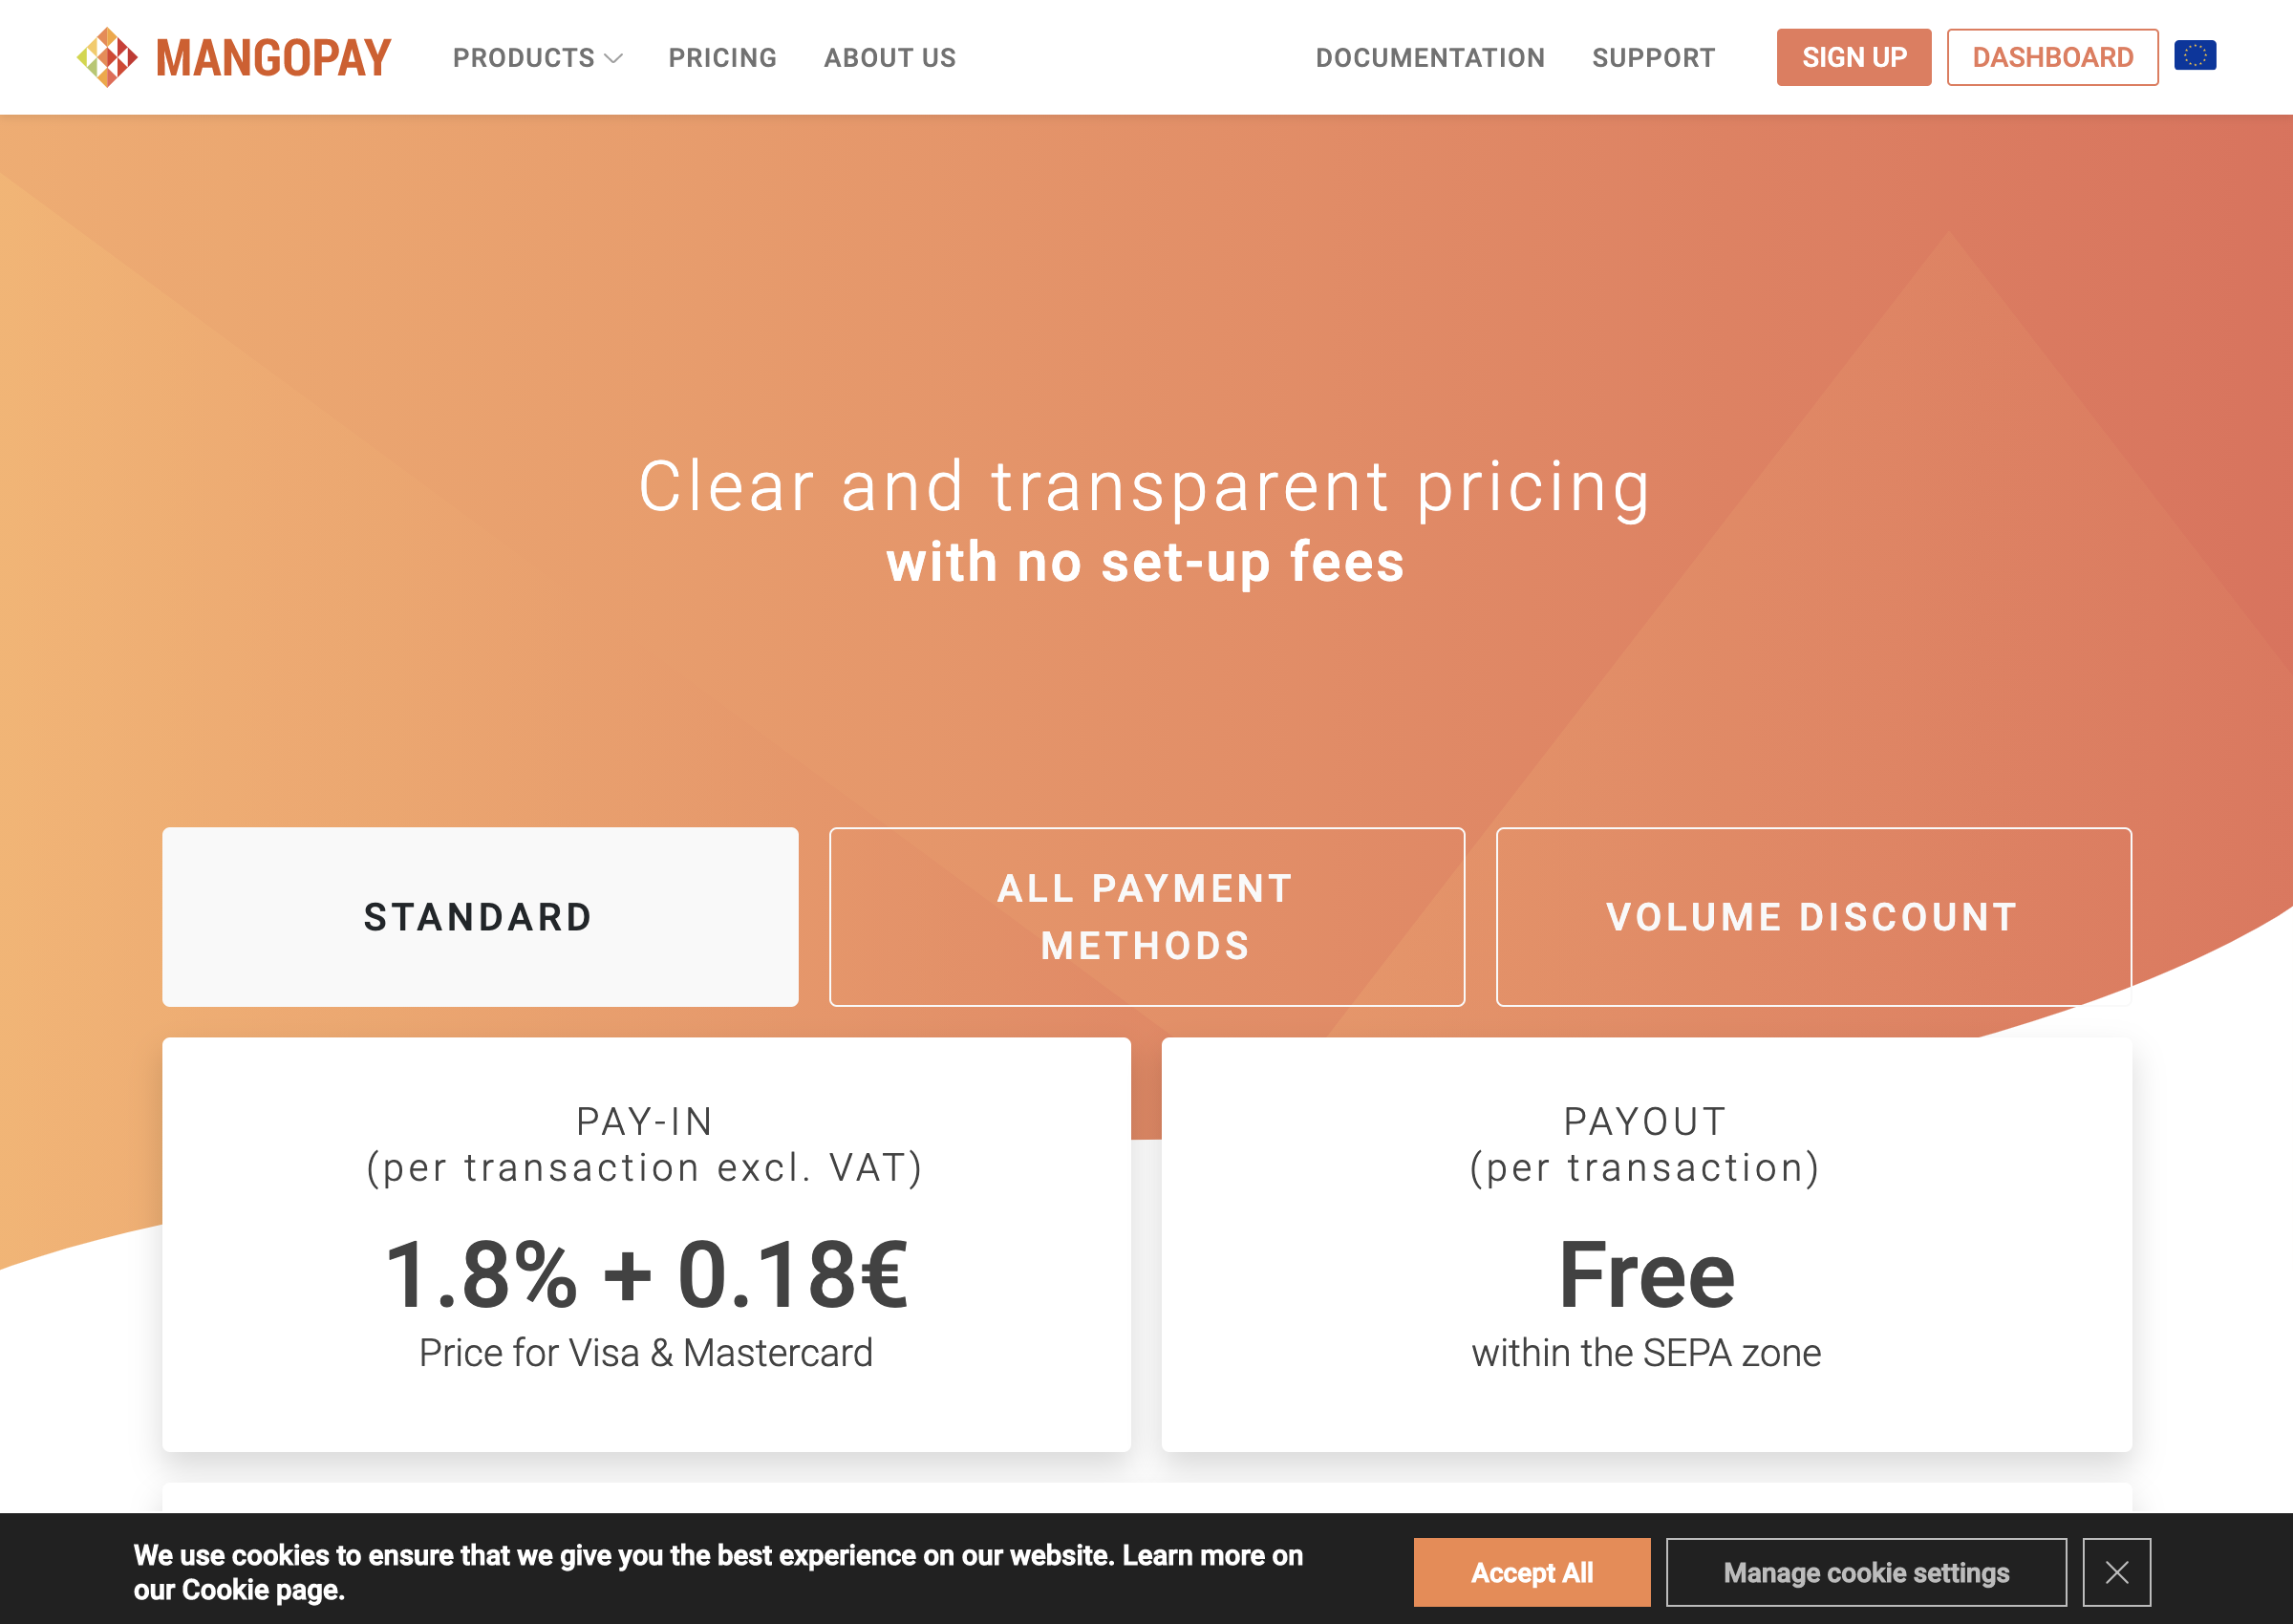 MANGOPAY
PRODUCTS
PRICING
ABOUT US
DOCUMENTATION
SUPPORT
SIGN UP
DASHBOARD
Clear and transparent pricing
with no set-up fees
STANDARD
ALL PAYMENT
METHODS
VOLUME DISCOUNT
PAY-IN
(per transaction excl. VAT)
1.8% + 0.18€
Price for Visa & Mastercard
PAYOUT
(per transaction)
Free
within the SEPA zone
We use cookies to ensure that we give you the best experience on our website. Learn more on
our Cookie page.
Accept All
Manage cookie settings